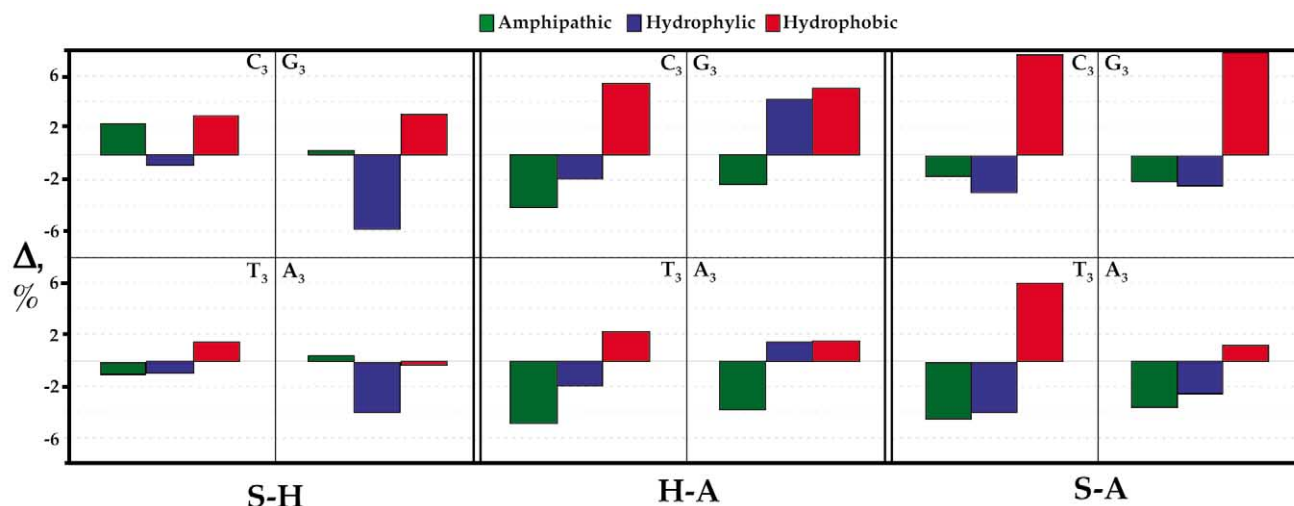 Amphipathic Hydrophylic Hydrophobic
C3 G3 C3 G3 C3 G3
6
2
-2
-6
Δ,
%
T3 A3 T3 A3 T3 A3
6
2
-2
-6
S-H H-A S-A